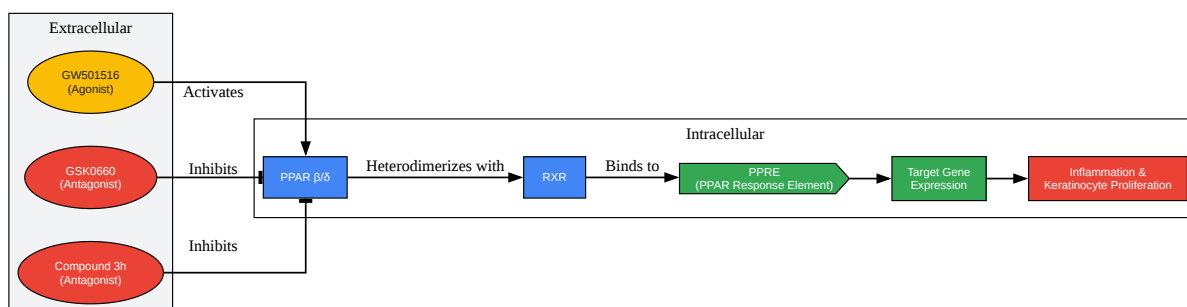 Extracellular
GW501516
(Agonist)
Activates
Intracellular
GSK0660
(Antagonist)
Inhibits
PPAR β/δ
Heterodimerizes with
RXR
Binds to
PPRE
(PPAR Response Element)
Target Gene
Expression
Inflammation &
Keratinocyte Proliferation
Inhibits
Compound 3h
(Antagonist)